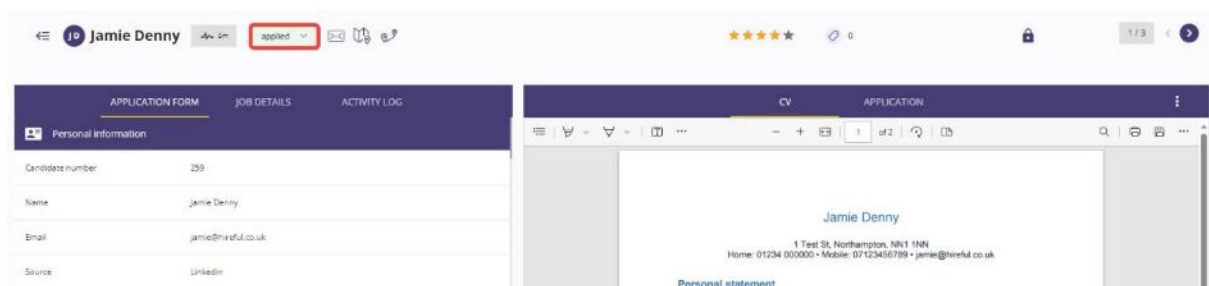 JD Jamie Denny applied 0 1/3
APPLICATION FORM JOB DETAILS ACTIVITY LOG
CV APPLICATION
Personal information
1 of 2
Candidate number 259
Name Jamie Denny
Email jamie@hireful.co.uk
Source Linkedin
Jamie Denny
1 Test St, Northampton, NN1 1NN
Home: 01234 000000 • Mobile: 07123456789 • jamie@hireful.co.uk
Personal statement